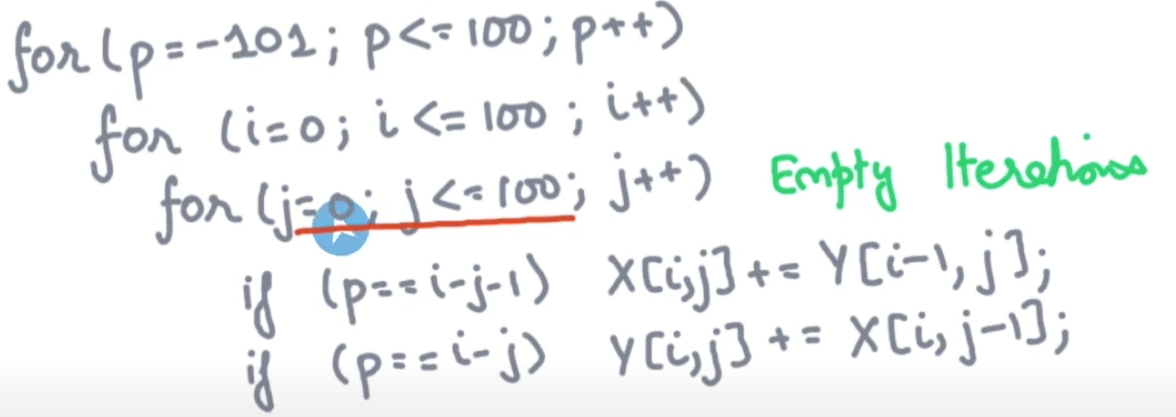 for (p=-101; p<=100; p++)
for (i=0; i<=100; i++)
for (j=0; j<=100; j++) Empty Iterations
if (p==i-j-1) X[i,j] += Y[i-1, j];
if (p==i-j) Y[i,j] += X[i, j-1];